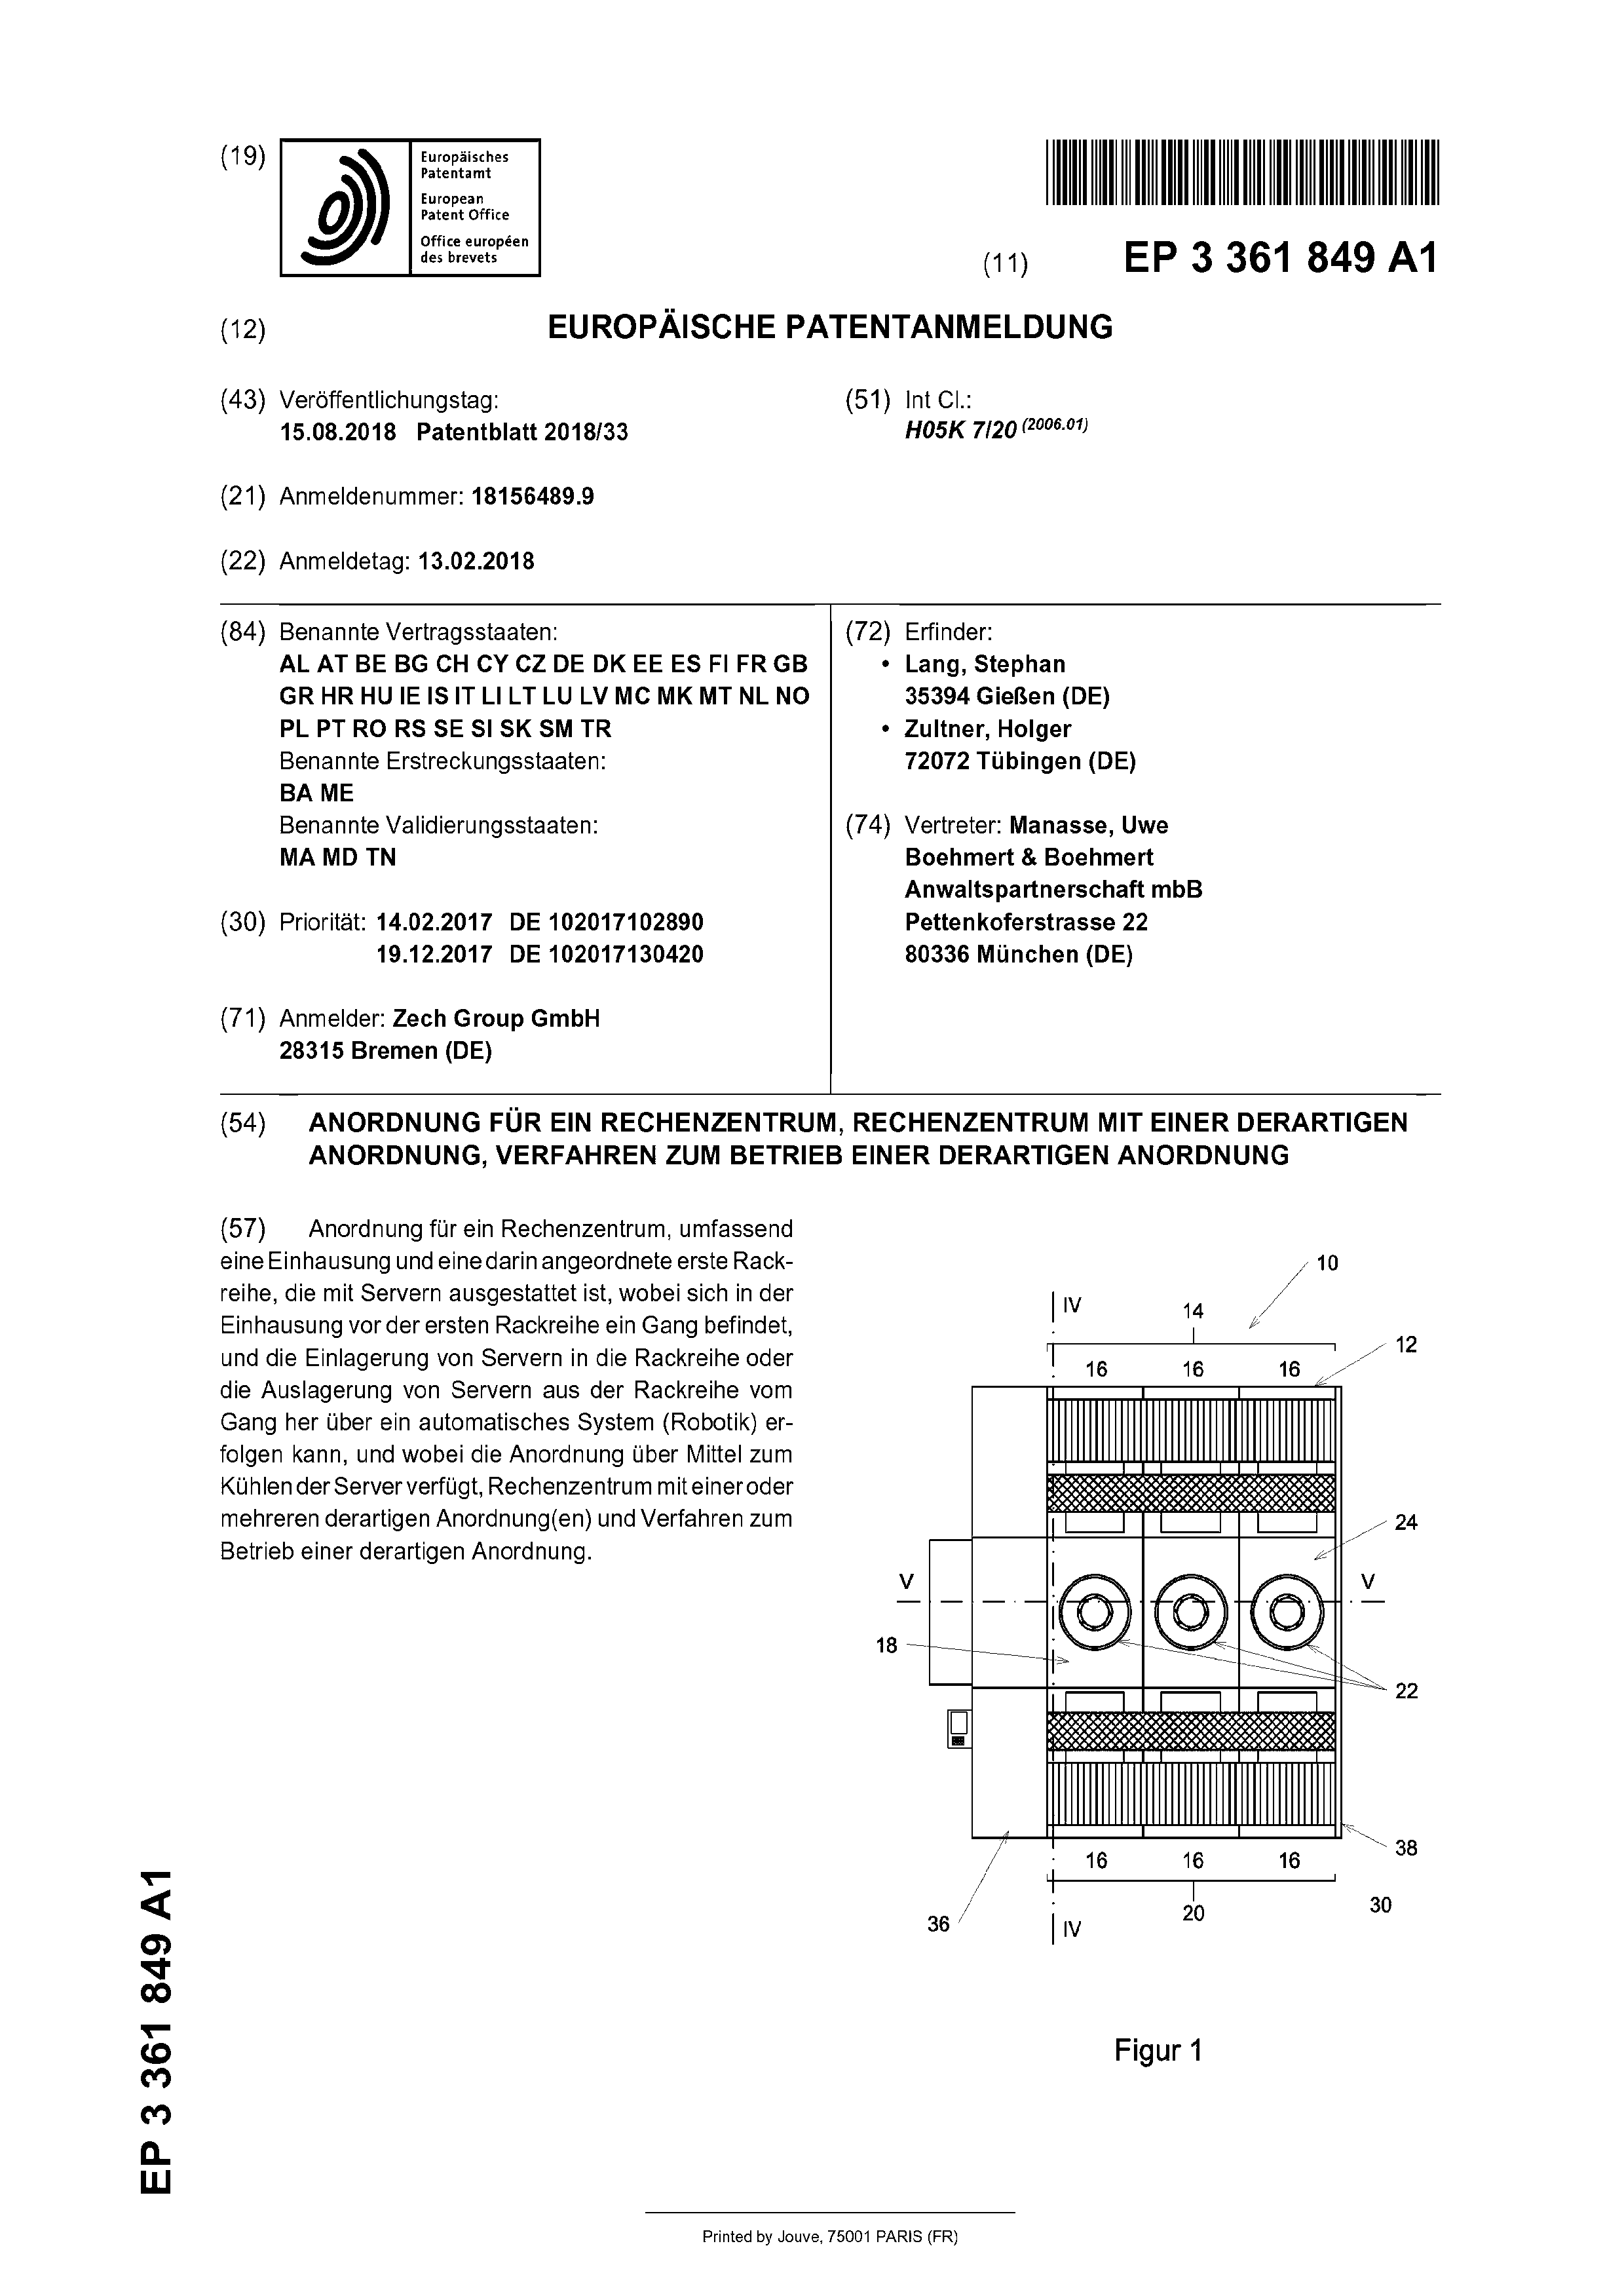 (19)
Europäisches
Patentamt
European
Patent Office
Office européen
des brevets
(11) EP 3 361 849 A1
(12) EUROPÄISCHE PATENTANMELDUNG
(43) Veröffentlichungstag:
15.08.2018 Patentblatt 2018/33
(21) Anmeldenummer: 18156489.9
(22) Anmeldetag: 13.02.2018
(51) Int Cl.:
H05K 7/20 (2006.01)
(84) Benannte Vertragsstaaten:
AL AT BE BG CH CY CZ DE DK EE ES FI FR GB
GR HR HU IE IS IT LI LT LU LV MC MK MT NL NO
PL PT RO RS SE SI SK SM TR
Benannte Erstreckungsstaaten:
BA ME
Benannte Validierungsstaaten:
MA MD TN
(30) Priorität: 14.02.2017 DE 102017102890
19.12.2017 DE 102017130420
(71) Anmelder: Zech Group GmbH
28315 Bremen (DE)
(72) Erfinder:
• Lang, Stephan
35394 Gießen (DE)
• Zultner, Holger
72072 Tübingen (DE)
(74) Vertreter: Manasse, Uwe
Boehmert & Boehmert
Anwaltspartnerschaft mbB
Pettenkoferstrasse 22
80336 München (DE)
(54) ANORDNUNG FÜR EIN RECHENZENTRUM, RECHENZENTRUM MIT EINER DERARTIGEN
ANORDNUNG, VERFAHREN ZUM BETRIEB EINER DERARTIGEN ANORDNUNG
(57) Anordnung für ein Rechenzentrum, umfassend
eine Einhausung und eine darin angeordnete erste Rack-
reihe, die mit Servern ausgestattet ist, wobei sich in der
Einhausung vor der ersten Rackreihe ein Gang befindet,
und die Einlagerung von Servern in die Rackreihe oder
die Auslagerung von Servern aus der Rackreihe vom
Gang her über ein automatisches System (Robotik) er-
folgen kann, und wobei die Anordnung über Mittel zum
Kühlen der Server verfügt, Rechenzentrum mit einer oder
mehreren derartigen Anordnung(en) und Verfahren zum
Betrieb einer derartigen Anordnung.
10
IV
14
12
16 16 16
24
V V
18
22
38
16 16 16
30
36
20
IV
Figur 1
EP 3 361 849 A1
Printed by Jouve, 75001 PARIS (FR)